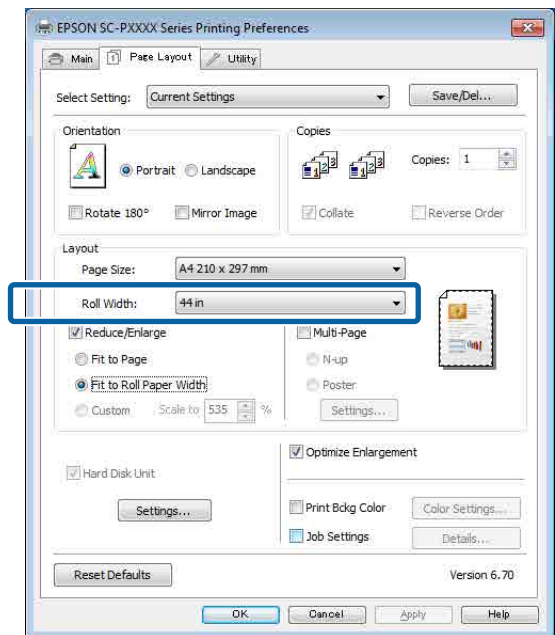 EPSON SC-PXXXX Series Printing Preferences
Main Page Layout Utility
Select Setting: Current Settings Save/Del...
Orientation Copies
Portrait Landscape Copies: 1
Rotate 180° Mirror Image Collate Reverse Order
Layout
Page Size: A4 210 x 297 mm
Roll Width: 44 in
Reduce/Enlarge Multi-Page
Fit to Page N-up
Fit to Roll Paper Width Poster
Custom Scale to 535 % Settings...
Optimize Enlargement
Hard Disk Unit
Settings... Print Bckg Color Color Settings...
Job Settings Details...
Reset Defaults Version 6.70
OK Cancel Apply Help